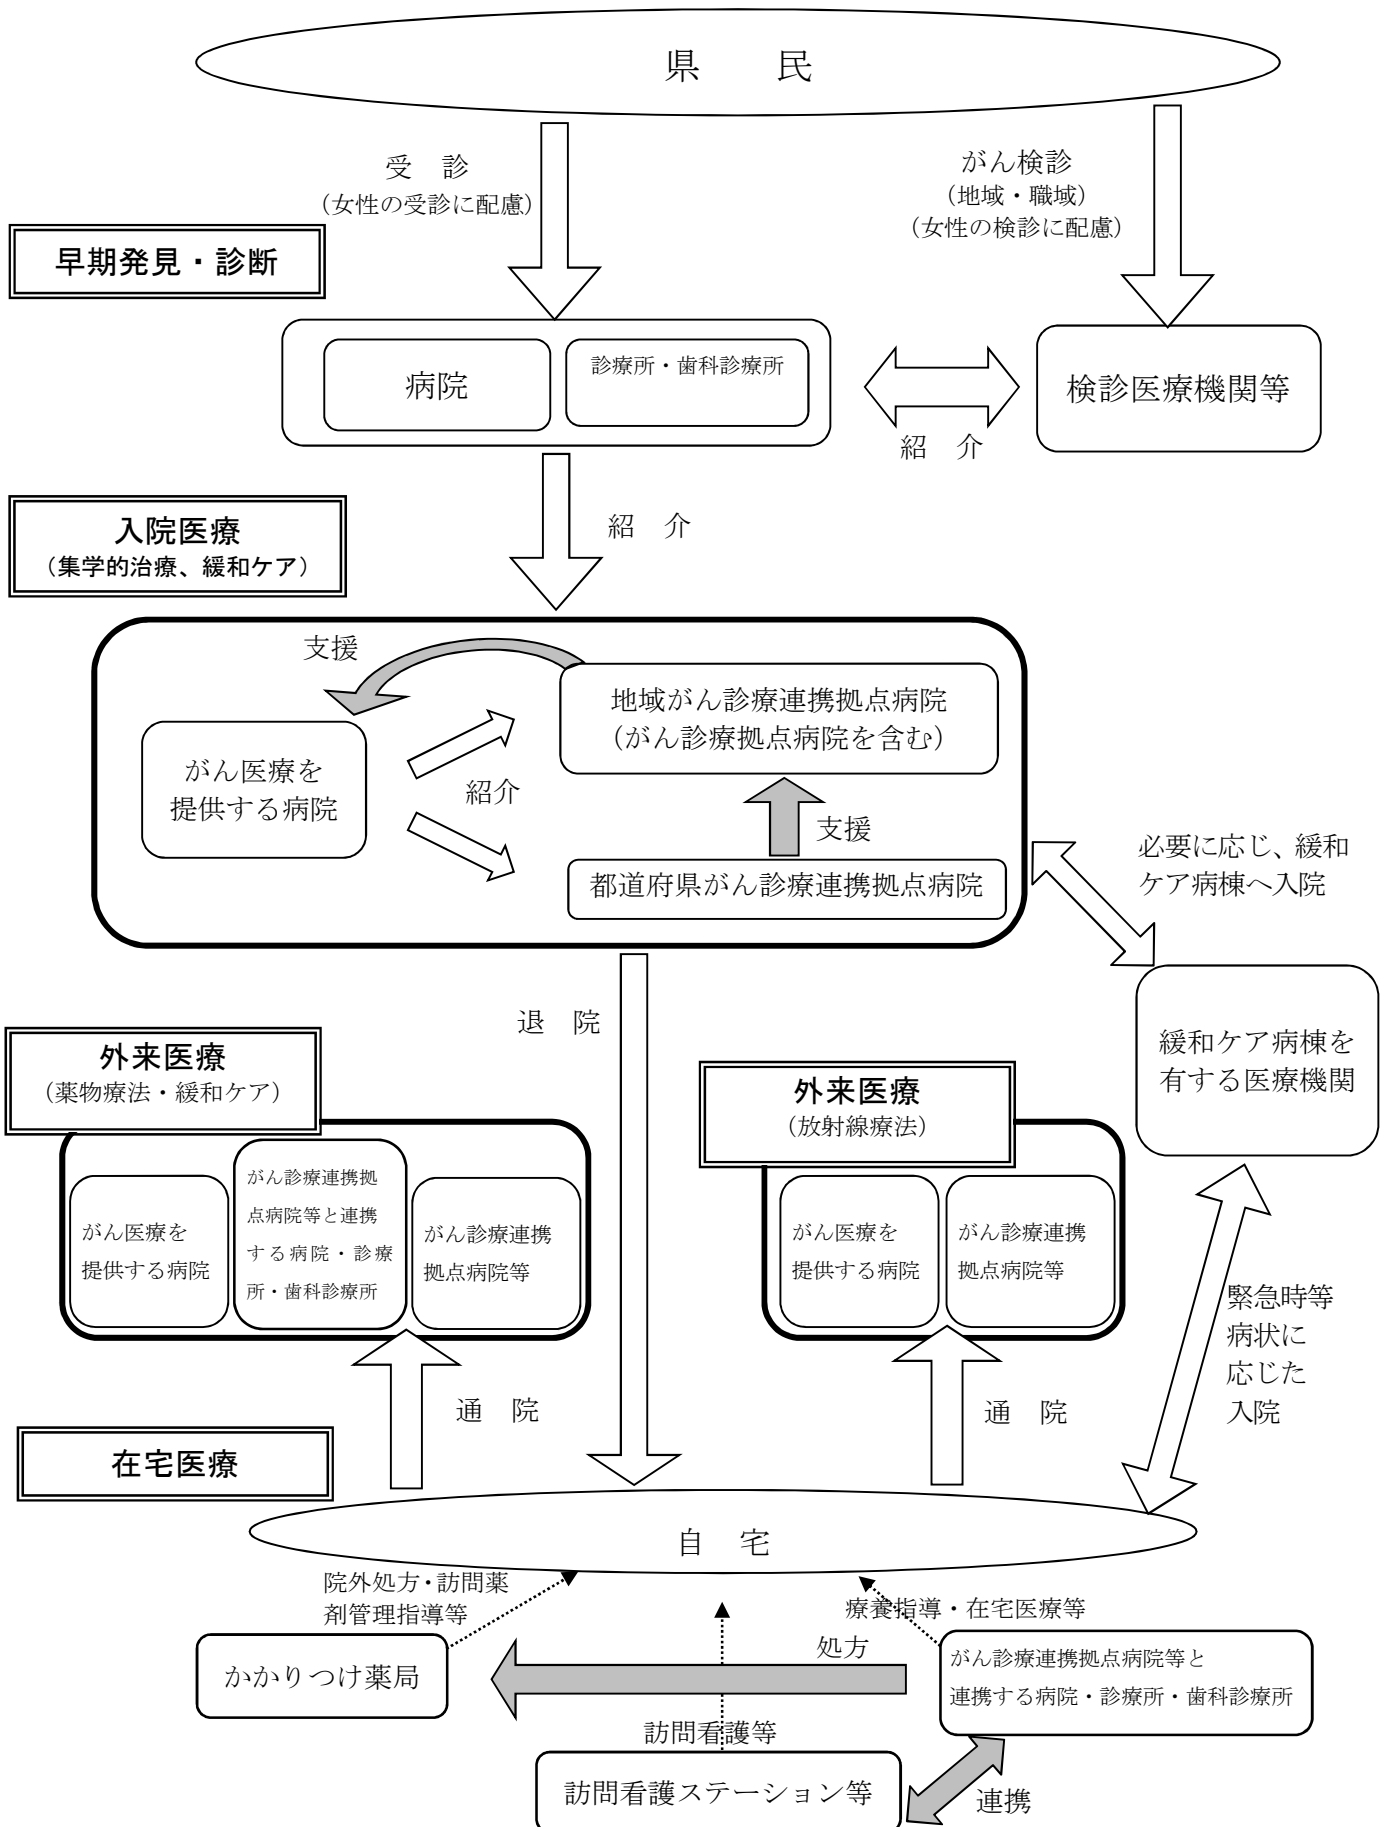 県　民
受　診
（女性の受診に配慮）
がん検診
（地域・職域）
（女性の検診に配慮）
早期発見・診断
病院
診療所・歯科診療所
紹　介
検診医療機関等
入院医療
（集学的治療、緩和ケア）
紹　介
支援
地域がん診療連携拠点病院
（がん診療拠点病院を含む）
がん医療を
提供する病院
紹介
支援
都道府県がん診療連携拠点病院
必要に応じ、緩和
ケア病棟へ入院
退　院
緩和ケア病棟を
有する医療機関
外来医療
（薬物療法・緩和ケア）
がん医療を
提供する病院
がん診療連携拠
点病院等と連携
する病院・診療
所・歯科診療所
がん診療連携
拠点病院等
外来医療
（放射線療法）
がん医療を
提供する病院
がん診療連携
拠点病院等
緊急時等
病状に
応じた
入院
通　院
通　院
在宅医療
自　宅
院外処方・訪問薬
剤管理指導等
療養指導・在宅医療等
処方
かかりつけ薬局
がん診療連携拠点病院等と
連携する病院・診療所・歯科診療所
訪問看護等
訪問看護ステーション等
連携